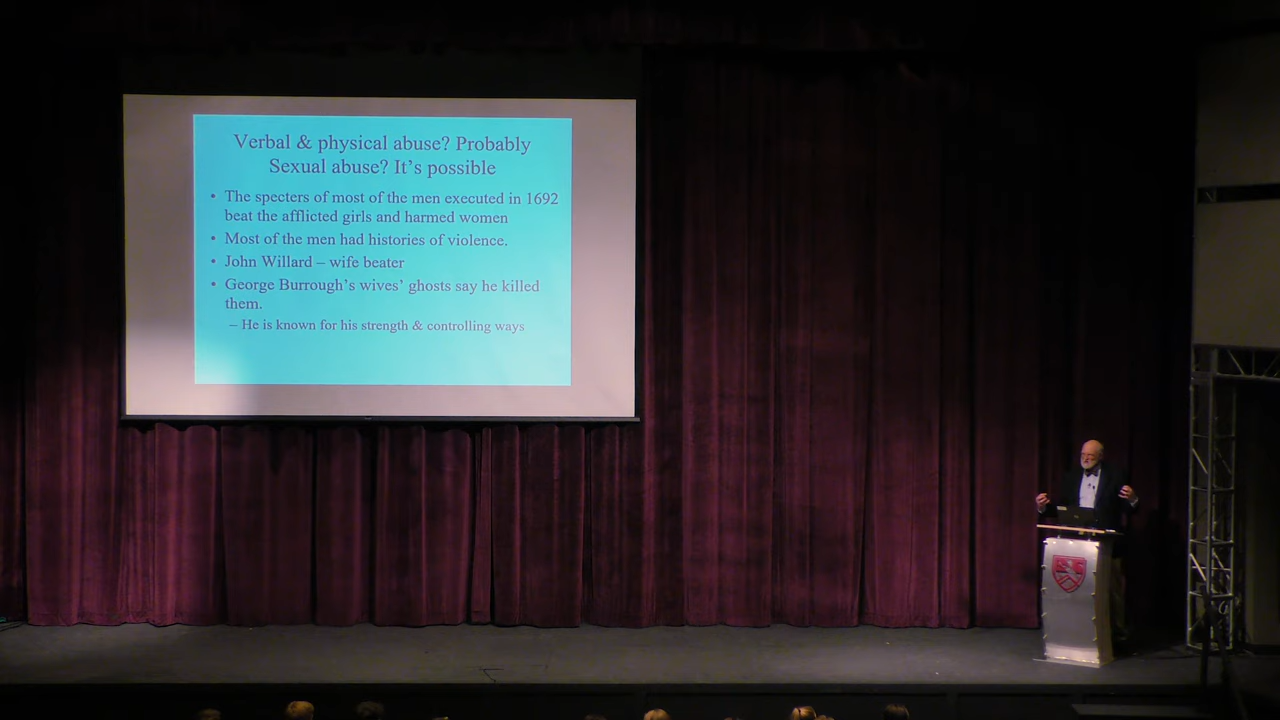 Verbal & physical abuse? Probably
Sexual abuse? It's possible
• The specters of most of the men executed in 1692
beat the afflicted girls and harmed women
• Most of the men had histories of violence.
• John Willard – wife beater
• George Burrough's wives' ghosts say he killed
them.
– He is known for his strength & controlling ways